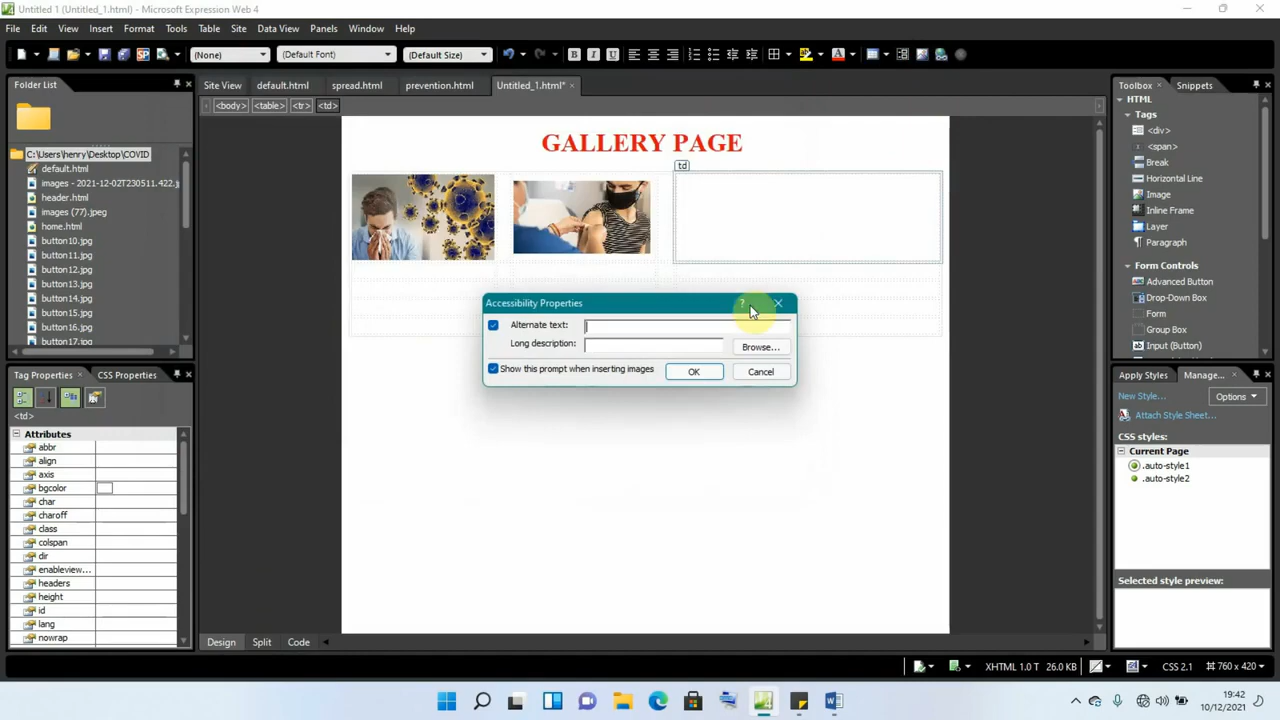 Untitled 1 (Untitled_1.html) - Microsoft Expression Web 4
File Edit View Insert Format Tools Table Site Data View Panels Window Help
(None) (Default Font) (Default Size) B I U A
Folder List
Site View default.html spread.html prevention.html Untitled_1.html*
<body> <table> <tr> <td>
C:\Users\henry\Desktop\COVID
default.html
images - 2021-12-02T230511.422.j
header.html
images (77).jpeg
home.html
button10.jpg
button11.jpg
button12.jpg
button13.jpg
button14.jpg
button15.jpg
button16.jpg
button17.jpg
GALLERY PAGE
td
Accessibility Properties ?
Alternate text:
Long description:
Browse...
Show this prompt when inserting images
OK Cancel
Toolbox Snippets
HTML
Tags
<div>
<span>
Break
Horizontal Line
Image
Inline Frame
Layer
Paragraph
Form Controls
Advanced Button
Drop-Down Box
Form
Group Box
Input (Button)
Tag Properties CSS Properties
<td>
Attributes
abbr
align
axis
bgcolor
char
charoff
class
colspan
dir
enableview...
headers
height
id
lang
nowrap
Apply Styles Manage...
New Style... Options
Attach Style Sheet...
CSS styles:
Current Page
.auto-style1
.auto-style2
Selected style preview:
Design Split Code
XHTML 1.0 T 26.0 KB CSS 2.1 760 x 420
19:42
10/12/2021